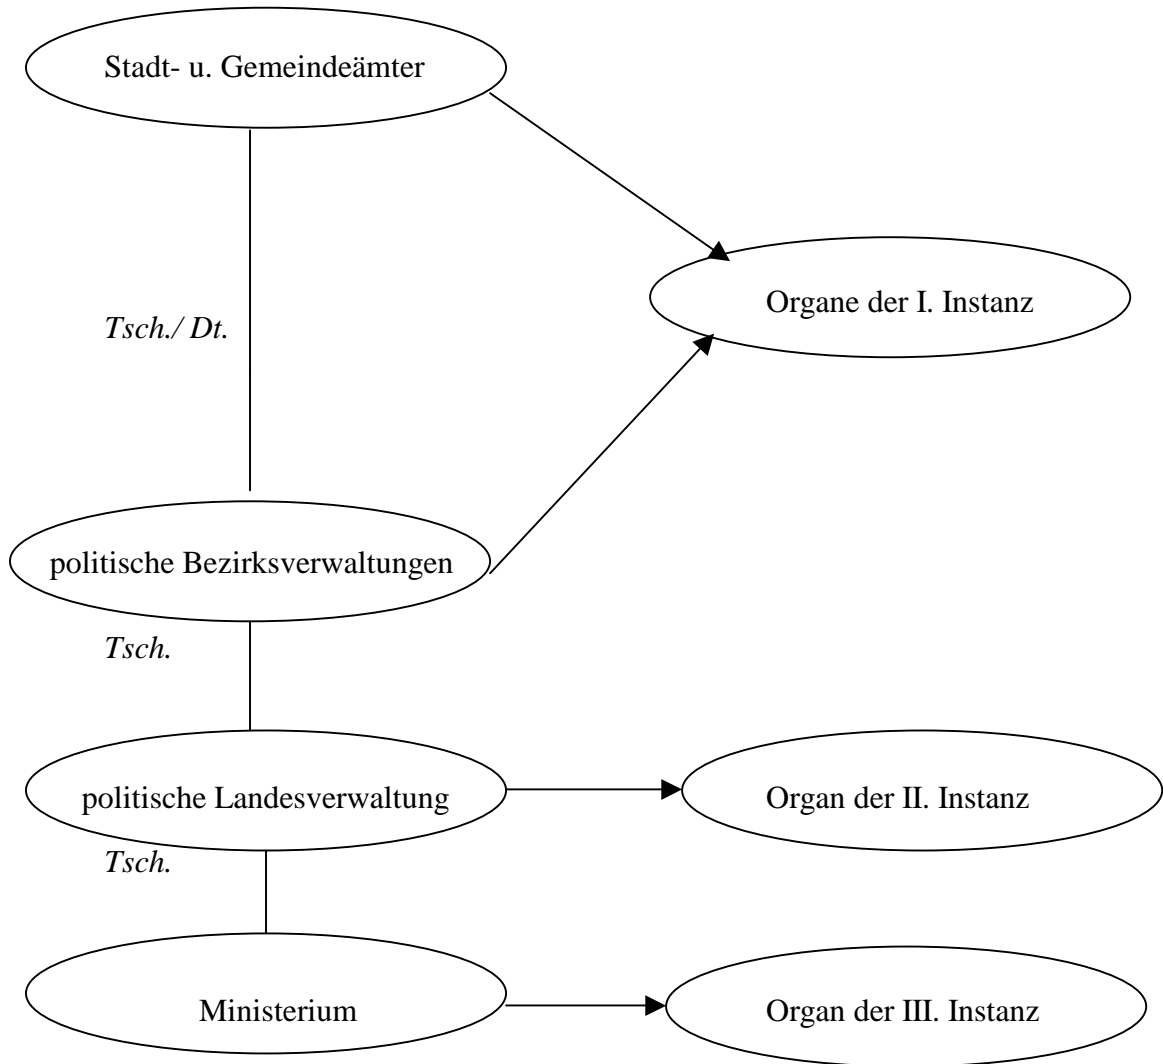 Stadt- u. Gemeindeämter
Organe der I. Instanz
Tsch./ Dt.
politische Bezirksverwaltungen
Tsch.
politische Landesverwaltung
Organ der II. Instanz
Tsch.
Ministerium
Organ der III. Instanz